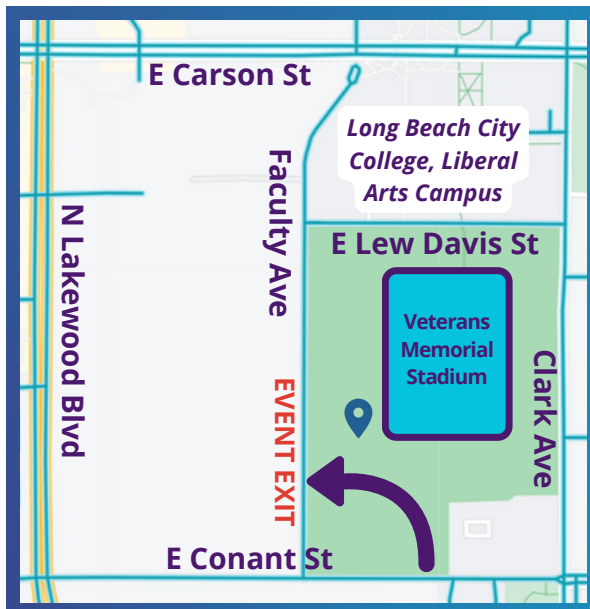 E Carson St
Long Beach City
College, Liberal
Arts Campus
Faculty Ave
N Lakewood Blvd
E Lew Davis St
Veterans
Memorial
Stadium
Clark Ave
EVENT EXIT
E Conant St